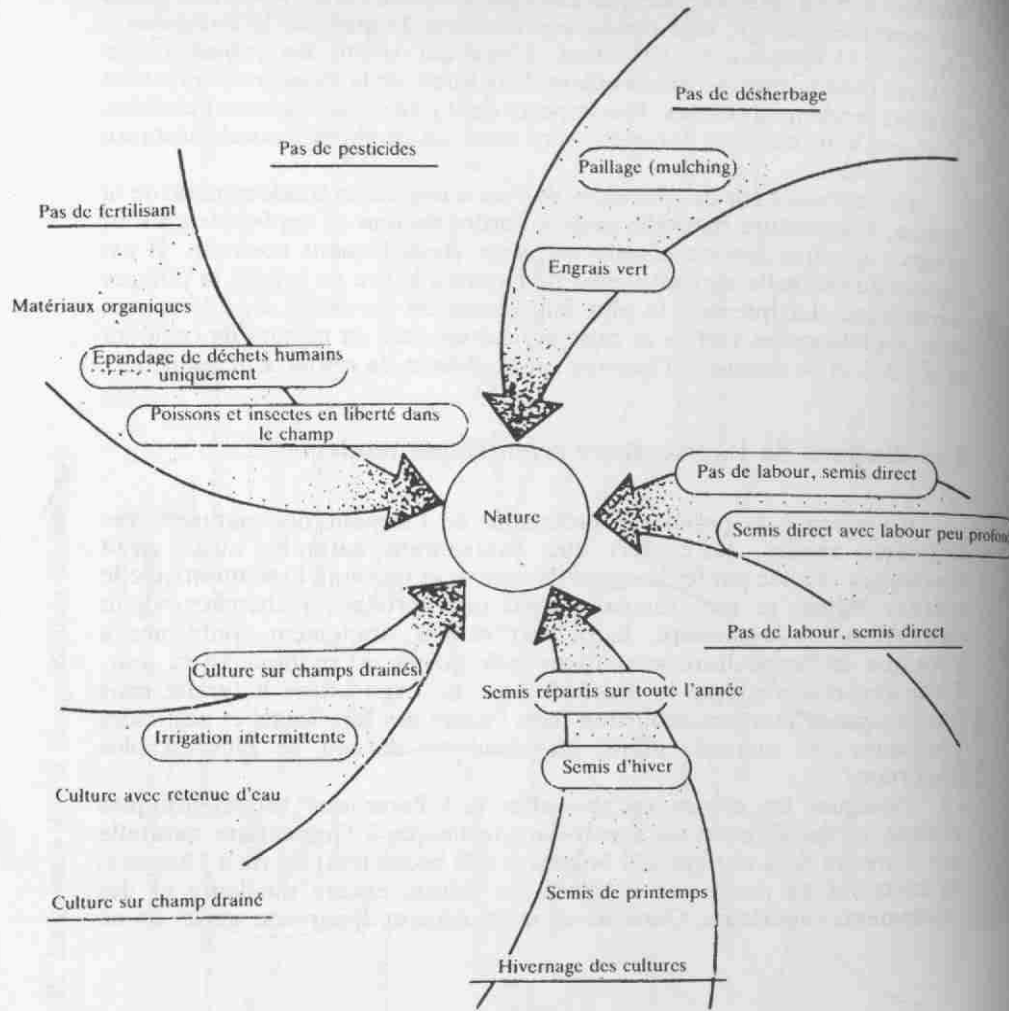 Pas de désherbage
Pas de pesticides
Paillage (mulching)
Pas de fertilisant
Engrais vert
Matériaux organiques
Epandage de déchets humains
uniquement
Poissons et insectes en liberté dans
le champ
Pas de labour, semis direct
Nature
Semis direct avec labour peu profond
Pas de labour, semis direct
Culture sur champs drainési
Semis répartis sur toute l'année
Irrigation intermittente
Semis d'hiver
Culture avec retenue d'eau
Semis de printemps
Culture sur champ drainé
Hivernage des cultures